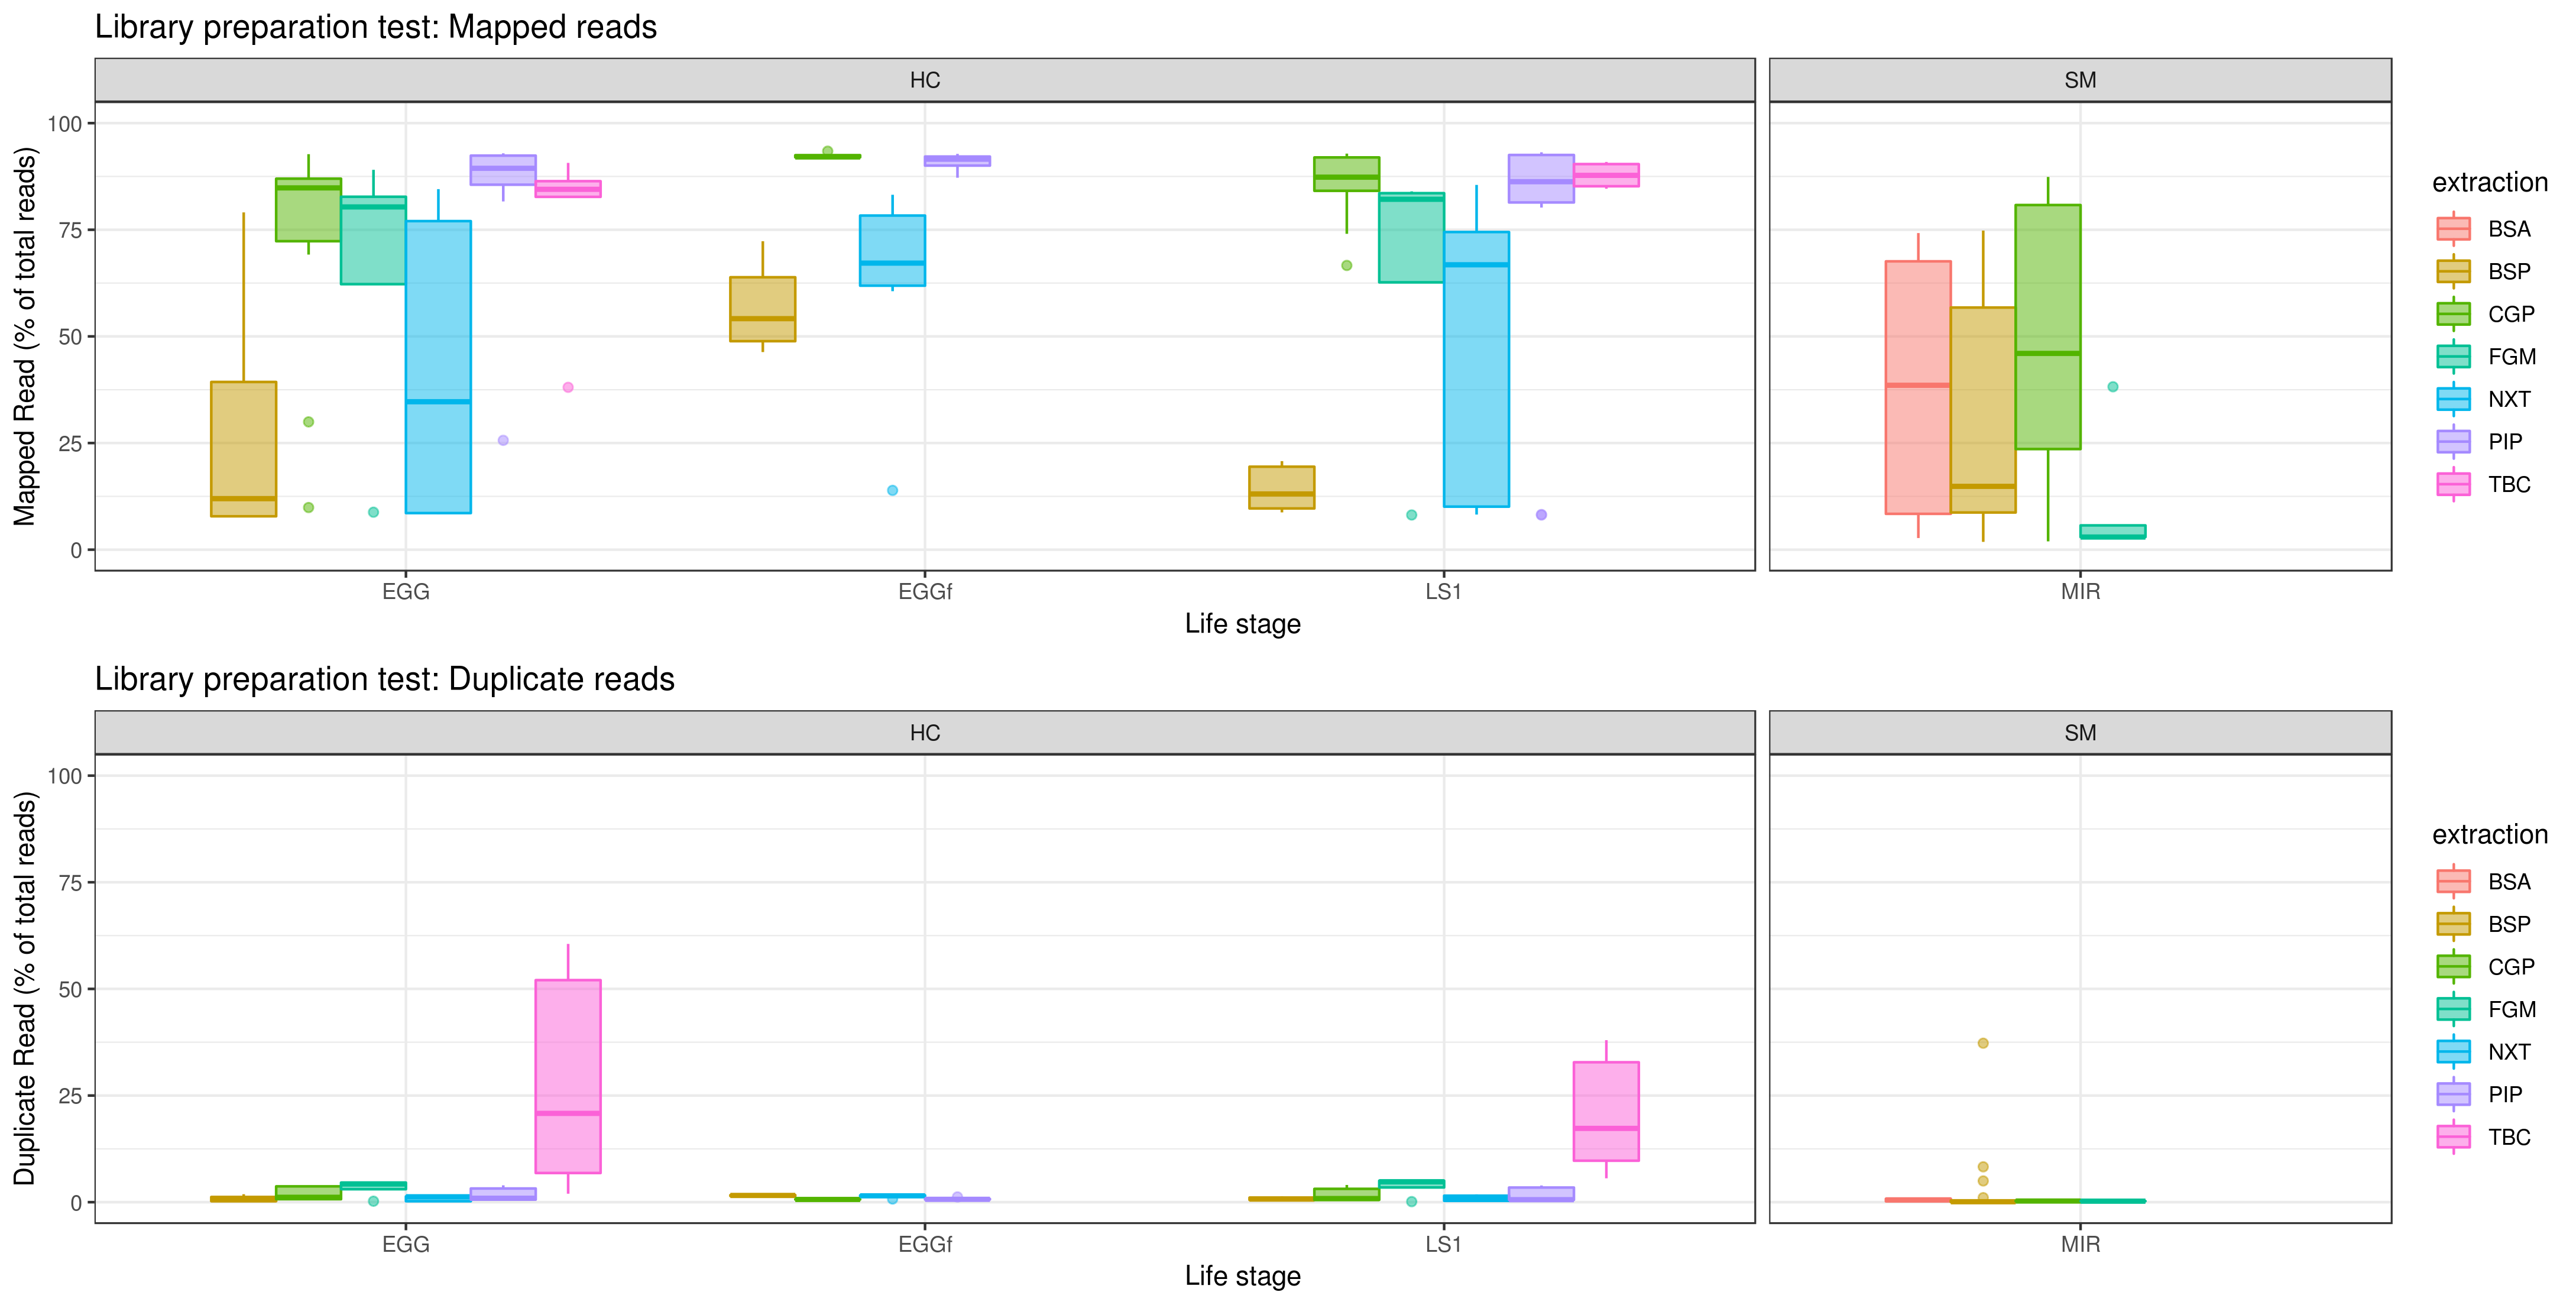 Library preparation test: Mapped reads
HC
SM
Mapped Read (% of total reads)
100
75
50
25
0
EGG
EGGf
LS1
MIR
Life stage
extraction
BSA
BSP
CGP
FGM
NXT
PIP
TBC
Library preparation test: Duplicate reads
HC
SM
Duplicate Read (% of total reads)
100
75
50
25
0
EGG
EGGf
LS1
MIR
Life stage
extraction
BSA
BSP
CGP
FGM
NXT
PIP
TBC